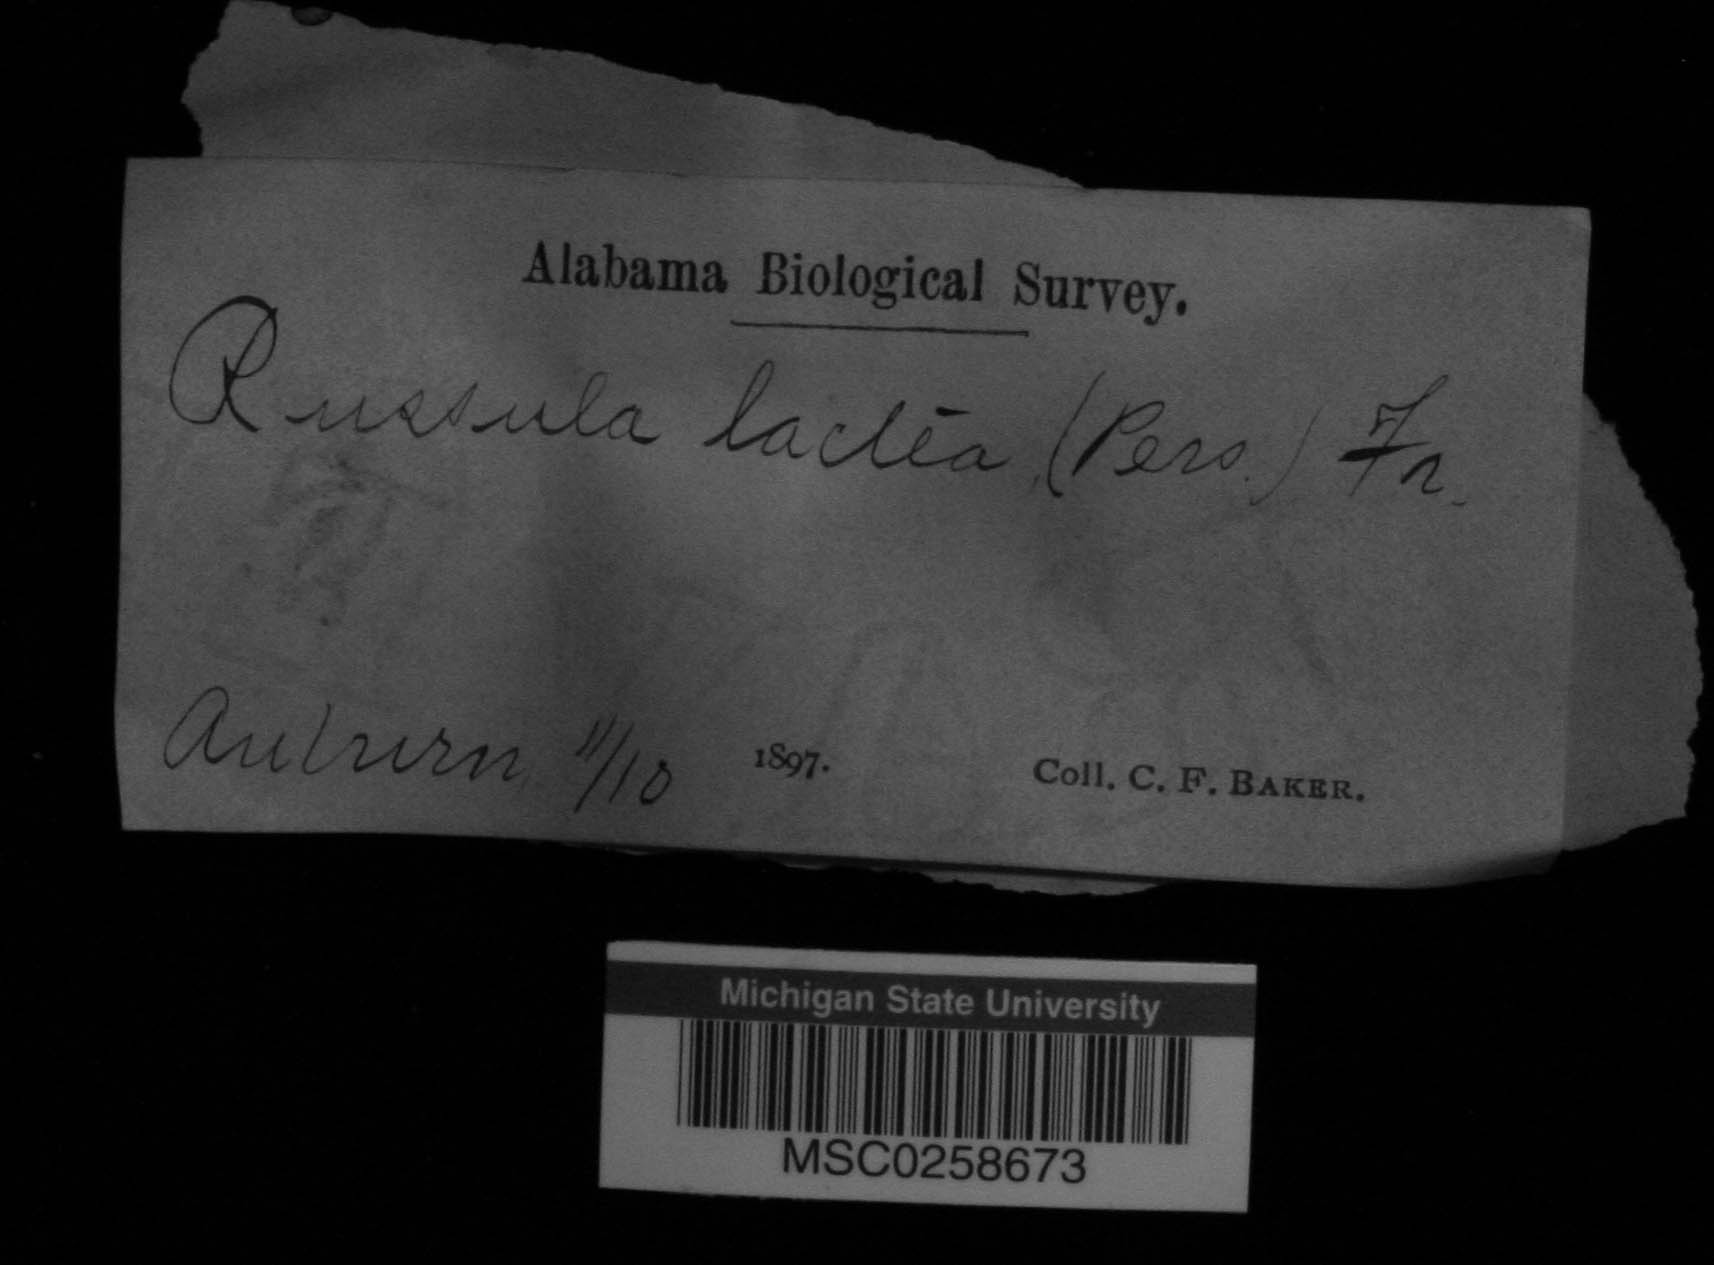 Alabama Biological Survey.
Russula lactea (Pers.) Fr.
Auburn, 11/10 1897. Coll. C. F. BAKER.
Michigan State University
MSC0258673